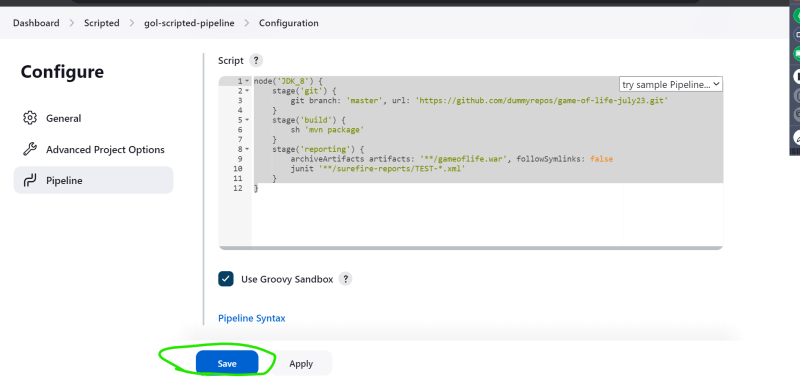 Dashboard > Scripted > gol-scripted-pipeline > Configuration
Configure
General
Advanced Project Options
Pipeline
Script ?
try sample Pipeline...
1 node('JDK_8') {
2 stage('git') {
3 git branch: 'master', url: 'https://github.com/dummyrepos/game-of-life-july23.git'
4 }
5 stage('build') {
6 sh 'mvn package'
7 }
8 stage('reporting') {
9 archiveArtifacts artifacts: '**/gameoflife.war', followSymlinks: false
10 junit '**/surefire-reports/TEST-*.xml'
11 }
12 }
Use Groovy Sandbox ?
Pipeline Syntax
Save
Apply